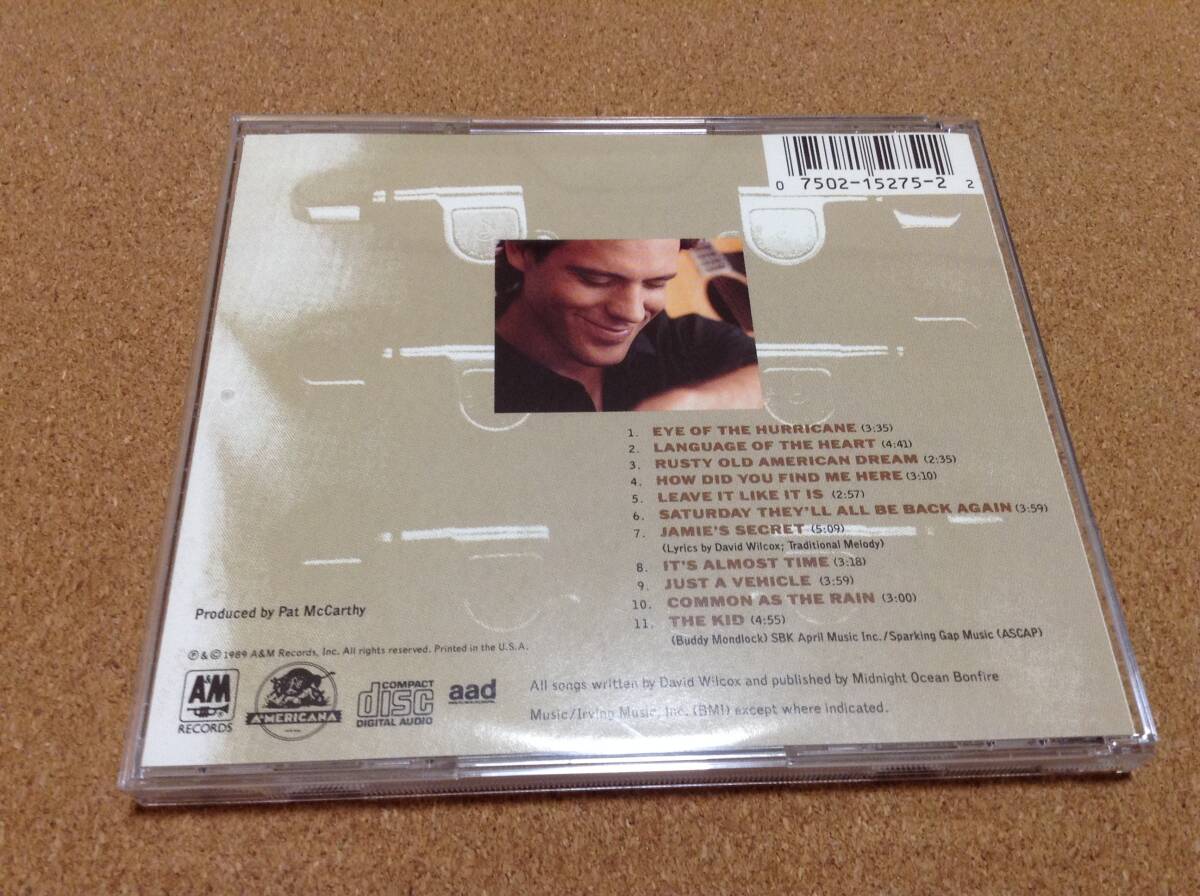 0 7502-15275-2 2
1. EYE OF THE HURRICANE (3:35)
2. LANGUAGE OF THE HEART (4:41)
3. RUSTY OLD AMERICAN DREAM (2:35)
4. HOW DID YOU FIND ME HERE (3:10)
5. LEAVE IT LIKE IT IS (2:57)
6. SATURDAY THEY'LL ALL BE BACK AGAIN (3:59)
7. JAMIE'S SECRET (5:09)
(Lyrics by David Wilcox; Traditional Melody)
8. IT'S ALMOST TIME (3:18)
9. JUST A VEHICLE (3:59)
10. COMMON AS THE RAIN (3:00)
11. THE KID (4:55)
(Buddy Mondlock) SBK April Music Inc./Sparking Gap Music (ASCAP)
Produced by Pat McCarthy
℗ & © 1989 A&M Records, Inc. All rights reserved. Printed in the U.S.A.
A&M
RECORDS
AMERICANA
COMPACT
disc
DIGITAL AUDIO
aad
All songs written by David Wilcox and published by Midnight Ocean Bonfire
Music/Irving Music, Inc. (BMI) except where indicated.